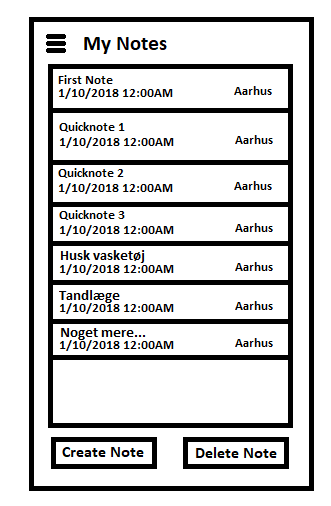 My Notes
First Note
1/10/2018 12:00AM Aarhus
Quicknote 1
1/10/2018 12:00AM Aarhus
Quicknote 2
1/10/2018 12:00AM Aarhus
Quicknote 3
1/10/2018 12:00AM Aarhus
Husk vasketøj
1/10/2018 12:00AM Aarhus
Tandlæge
1/10/2018 12:00AM Aarhus
Noget mere...
1/10/2018 12:00AM Aarhus
Create Note Delete Note